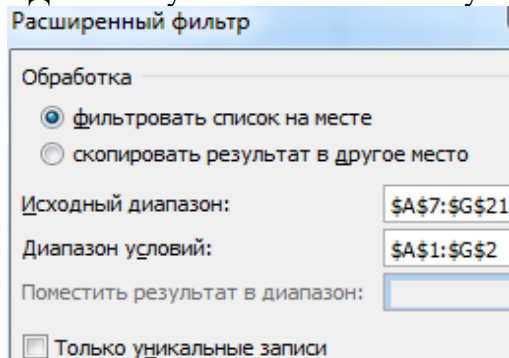 Расширенный фильтр
Обработка
фильтровать список на месте
скопировать результат в другое место
Исходный диапазон: $A$7:$G$21
Диапазон условий: $A$1:$G$2
Поместить результат в диапазон:
Только уникальные записи